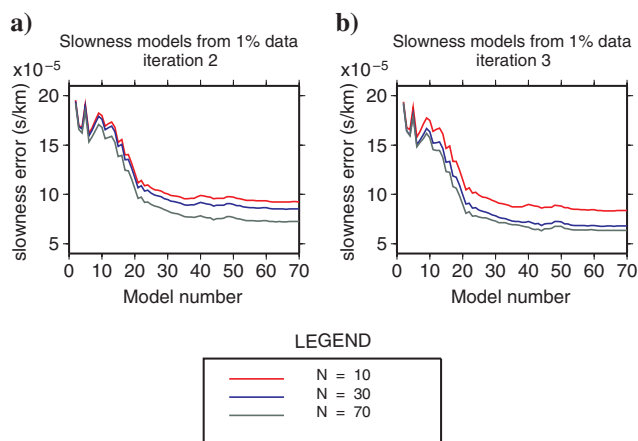 a)
Slowness models from 1% data
iteration 2
x10-5
slowness error (s/km)
20
15
10
5
0 10 20 30 40 50 60 70
Model number
b)
Slowness models from 1% data
iteration 3
x10-5
slowness error (s/km)
20
15
10
5
0 10 20 30 40 50 60 70
Model number
LEGEND
N = 10
N = 30
N = 70